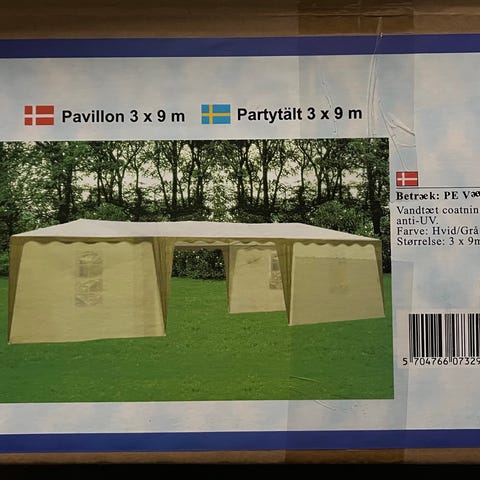 Pavillon 3 x 9 m
Partytält 3 x 9 m
Betræk: PE
Vandtæt coatnin
anti-UV.
Farve: Hvid/Grå
Størrelse: 3 x 9m
5 704766 07329